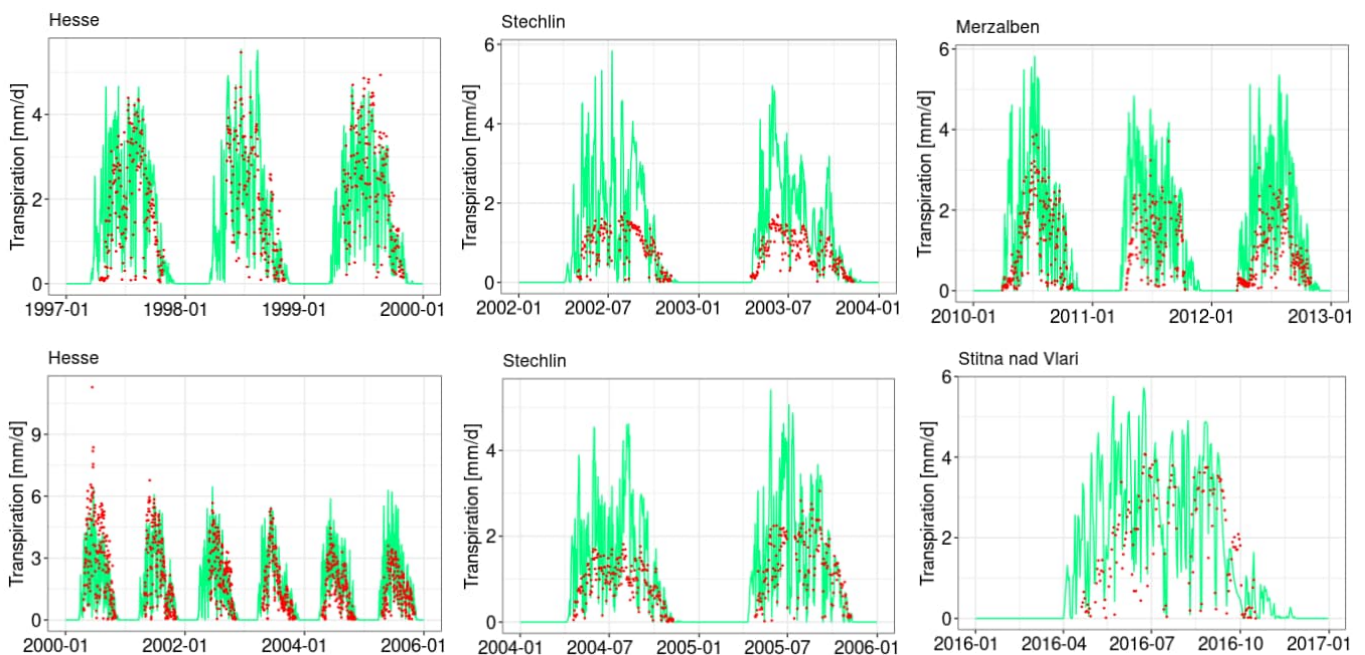 Hesse
Transpiration [mm/d]
4
2
0
1997-01 1998-01 1999-01 2000-01
Stechlin
Transpiration [mm/d]
6
4
2
0
2002-01 2002-07 2003-01 2003-07 2004-01
Merzalben
Transpiration [mm/d]
6
4
2
0
2010-01 2011-01 2012-01 2013-01
Hesse
Transpiration [mm/d]
9
6
3
0
2000-01 2002-01 2004-01 2006-01
Stechlin
Transpiration [mm/d]
4
2
0
2004-01 2004-07 2005-01 2005-07 2006-01
Stitna nad Vlari
Transpiration [mm/d]
6
4
2
0
2016-01 2016-04 2016-07 2016-10 2017-01